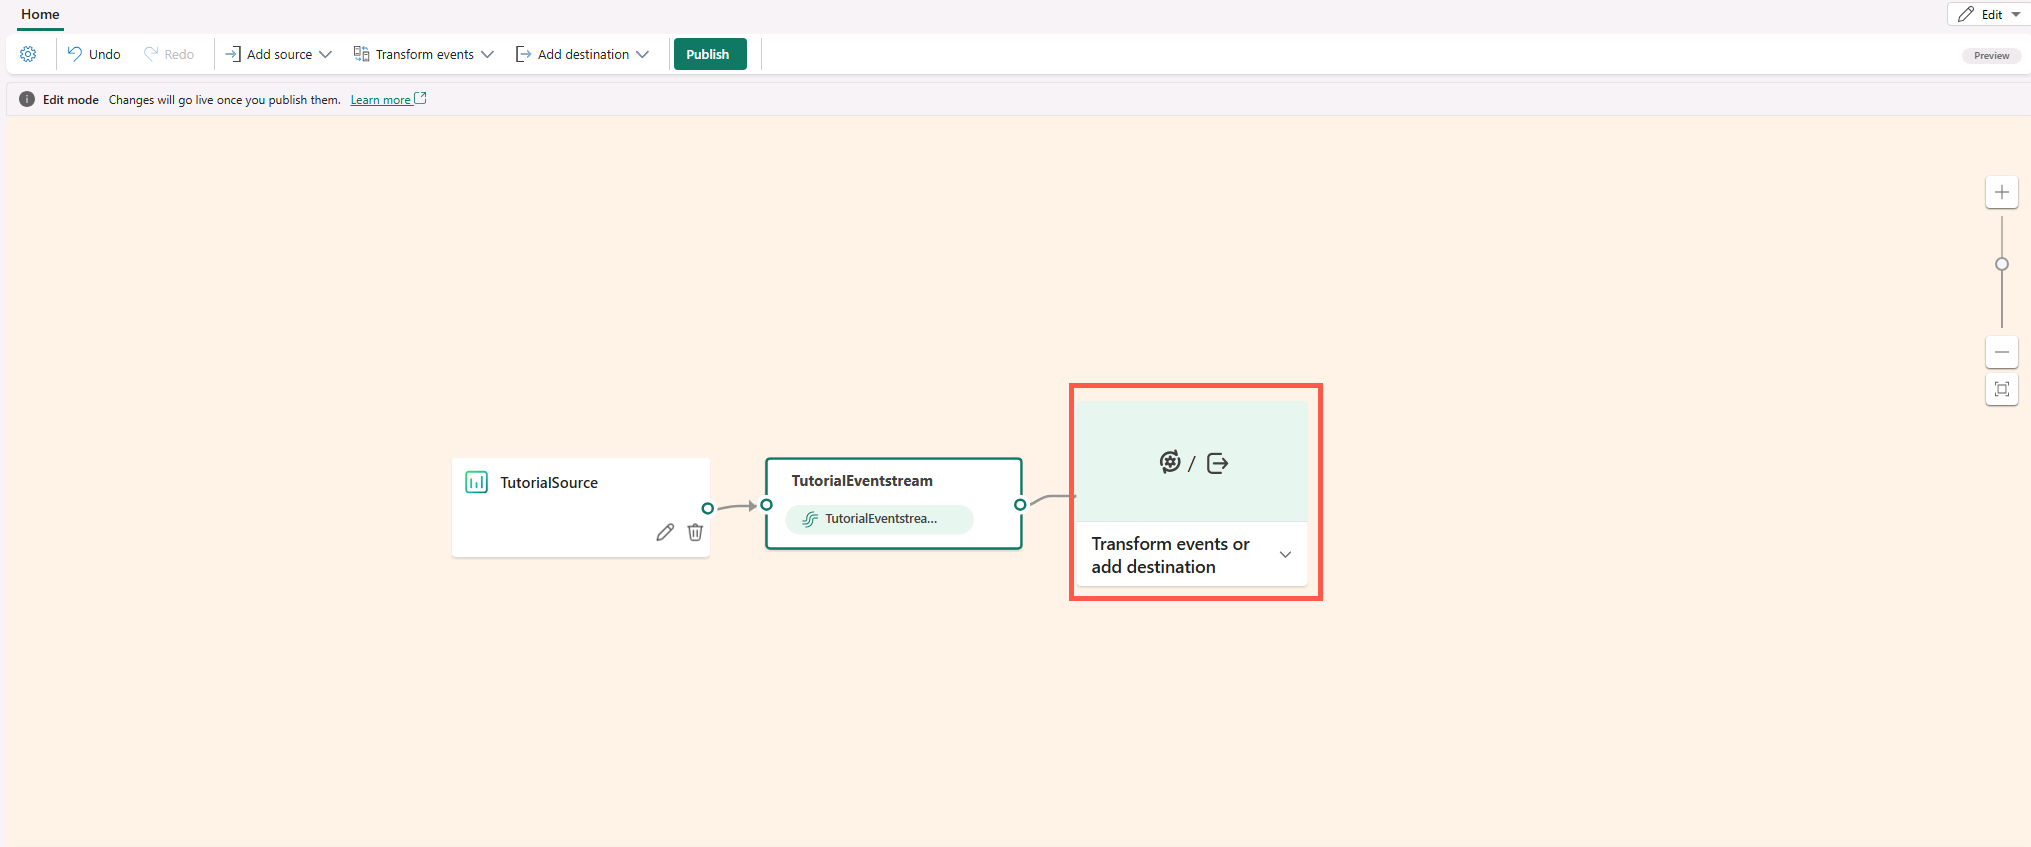 Home
Edit
Undo
Redo
Add source
Transform events
Add destination
Publish
Preview
Edit mode Changes will go live once you publish them. Learn more
TutorialSource
TutorialEventstream
TutorialEventstrea...
/
Transform events or
add destination